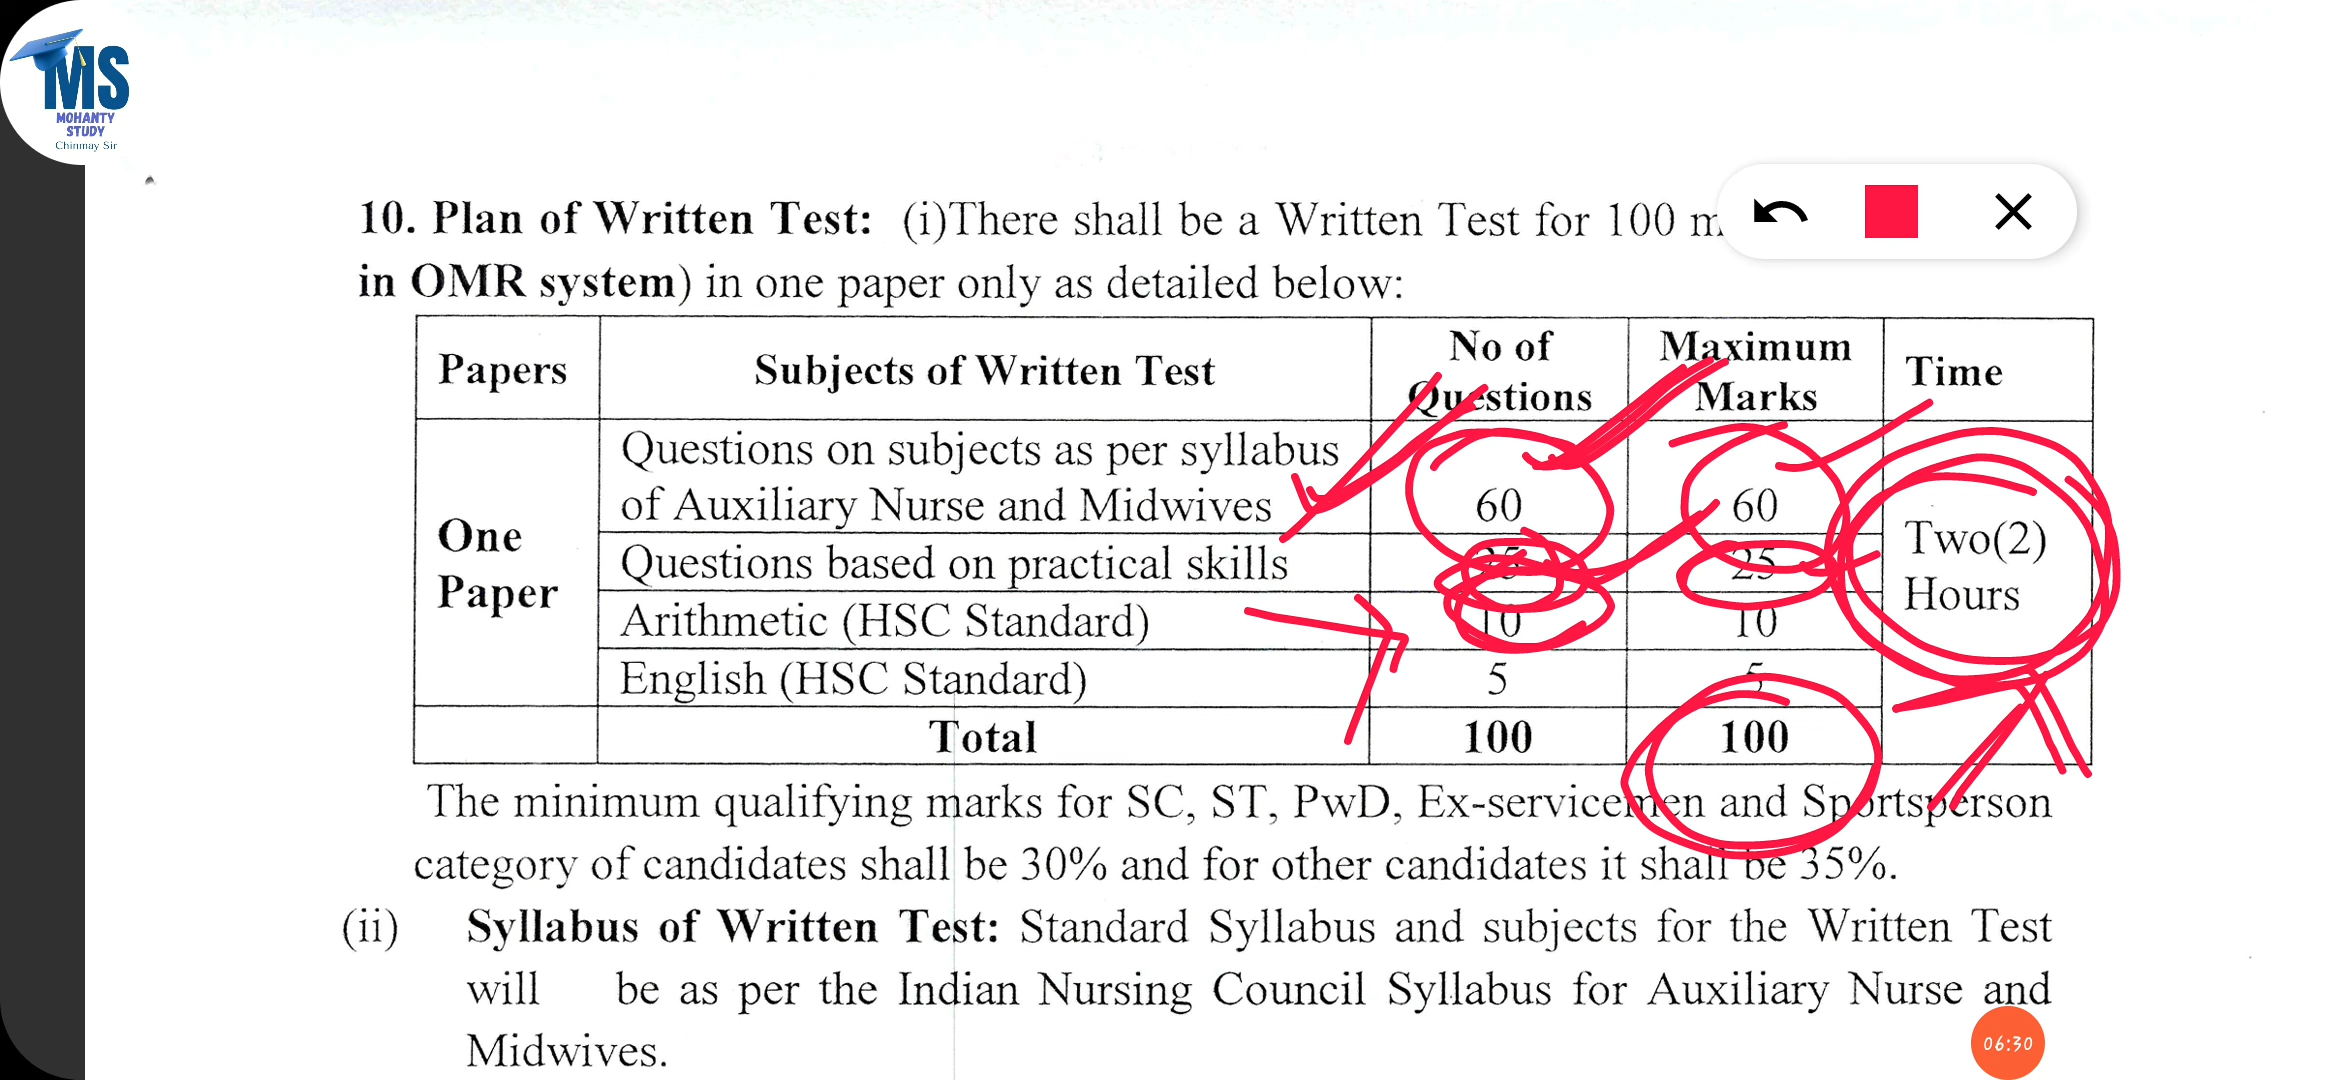 MS
MOHANTY
STUDY
Chinmay Sir
10. Plan of Written Test: (i)There shall be a Written Test for 100
in OMR system) in one paper only as detailed below:
Papers Subjects of Written Test No of Questions Maximum Marks Time
One Paper Questions on subjects as per syllabus of Auxiliary Nurse and Midwives 60 60 Two(2) Hours
Questions based on practical skills 25 25
Arithmetic (HSC Standard) 10 10
English (HSC Standard) 5 5
Total 100 100
The minimum qualifying marks for SC, ST, PwD, Ex-servicemen and Sportsperson
category of candidates shall be 30% and for other candidates it shall be 35%.
(ii) Syllabus of Written Test: Standard Syllabus and subjects for the Written Test
will be as per the Indian Nursing Council Syllabus for Auxiliary Nurse and
Midwives.
06:30